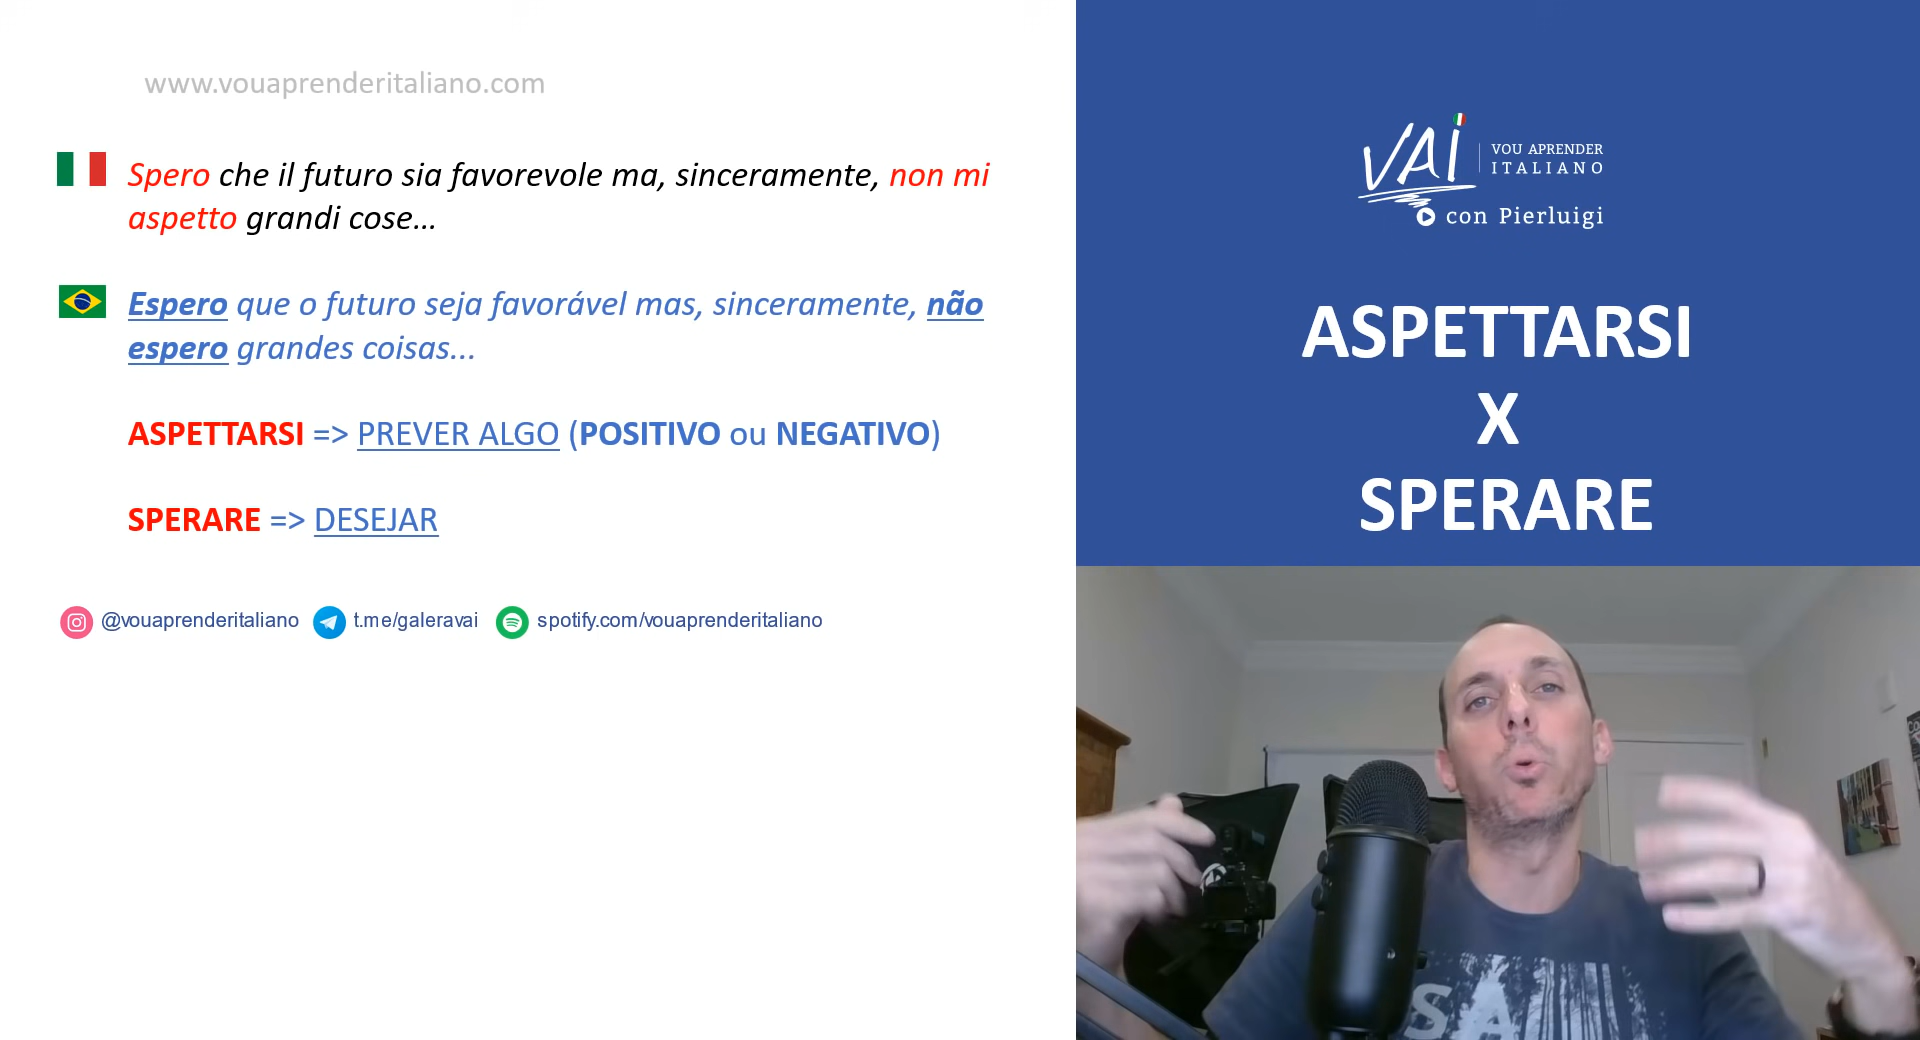 www.vouaprenderitaliano.com
Spero che il futuro sia favorevole ma, sinceramente, non mi
aspetto grandi cose...
Espero que o futuro seja favorável mas, sinceramente, não
espero grandes coisas...
ASPETTARSI => PREVER ALGO (POSITIVO ou NEGATIVO)
SPERARE => DESEJAR
@vouaprenderitaliano t.me/galeravai spotify.com/vouaprenderitaliano
VAI VOU APRENDER
ITALIANO
con Pierluigi
ASPETTARSI
X
SPERARE
SA